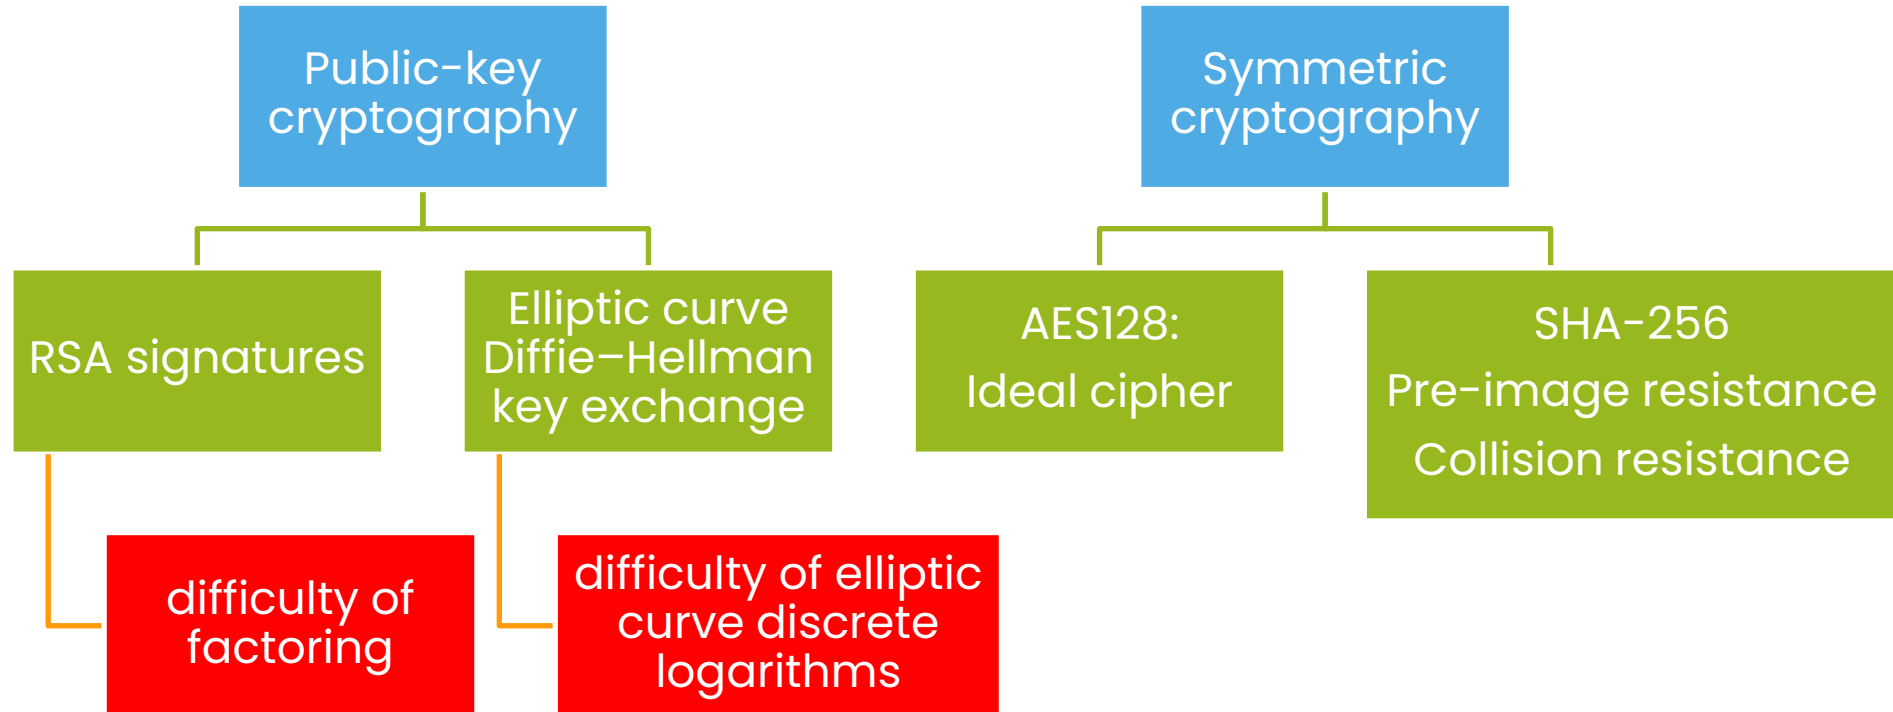 Public-key
cryptography
Symmetric
cryptography
RSA signatures
Elliptic curve
Diffie–Hellman
key exchange
AES128:
Ideal cipher
SHA-256
Pre-image resistance
Collision resistance
difficulty of
factoring
difficulty of elliptic
curve discrete
logarithms